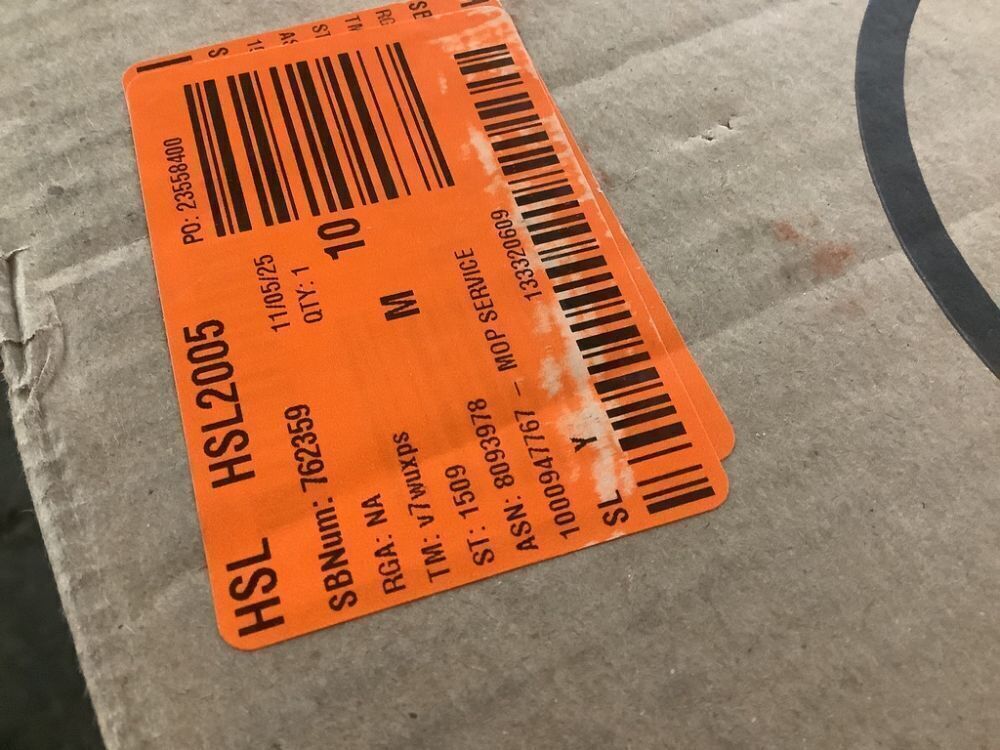 HSL HSL2005 PO: 23558400
SBNum: 762359 11/05/25
QTY: 1
RGA: NA 10
TM: v7wuxps M
ST: 1509
ASN: 8093978
1000947767 – MOP SERVICE
SL Y 133320609